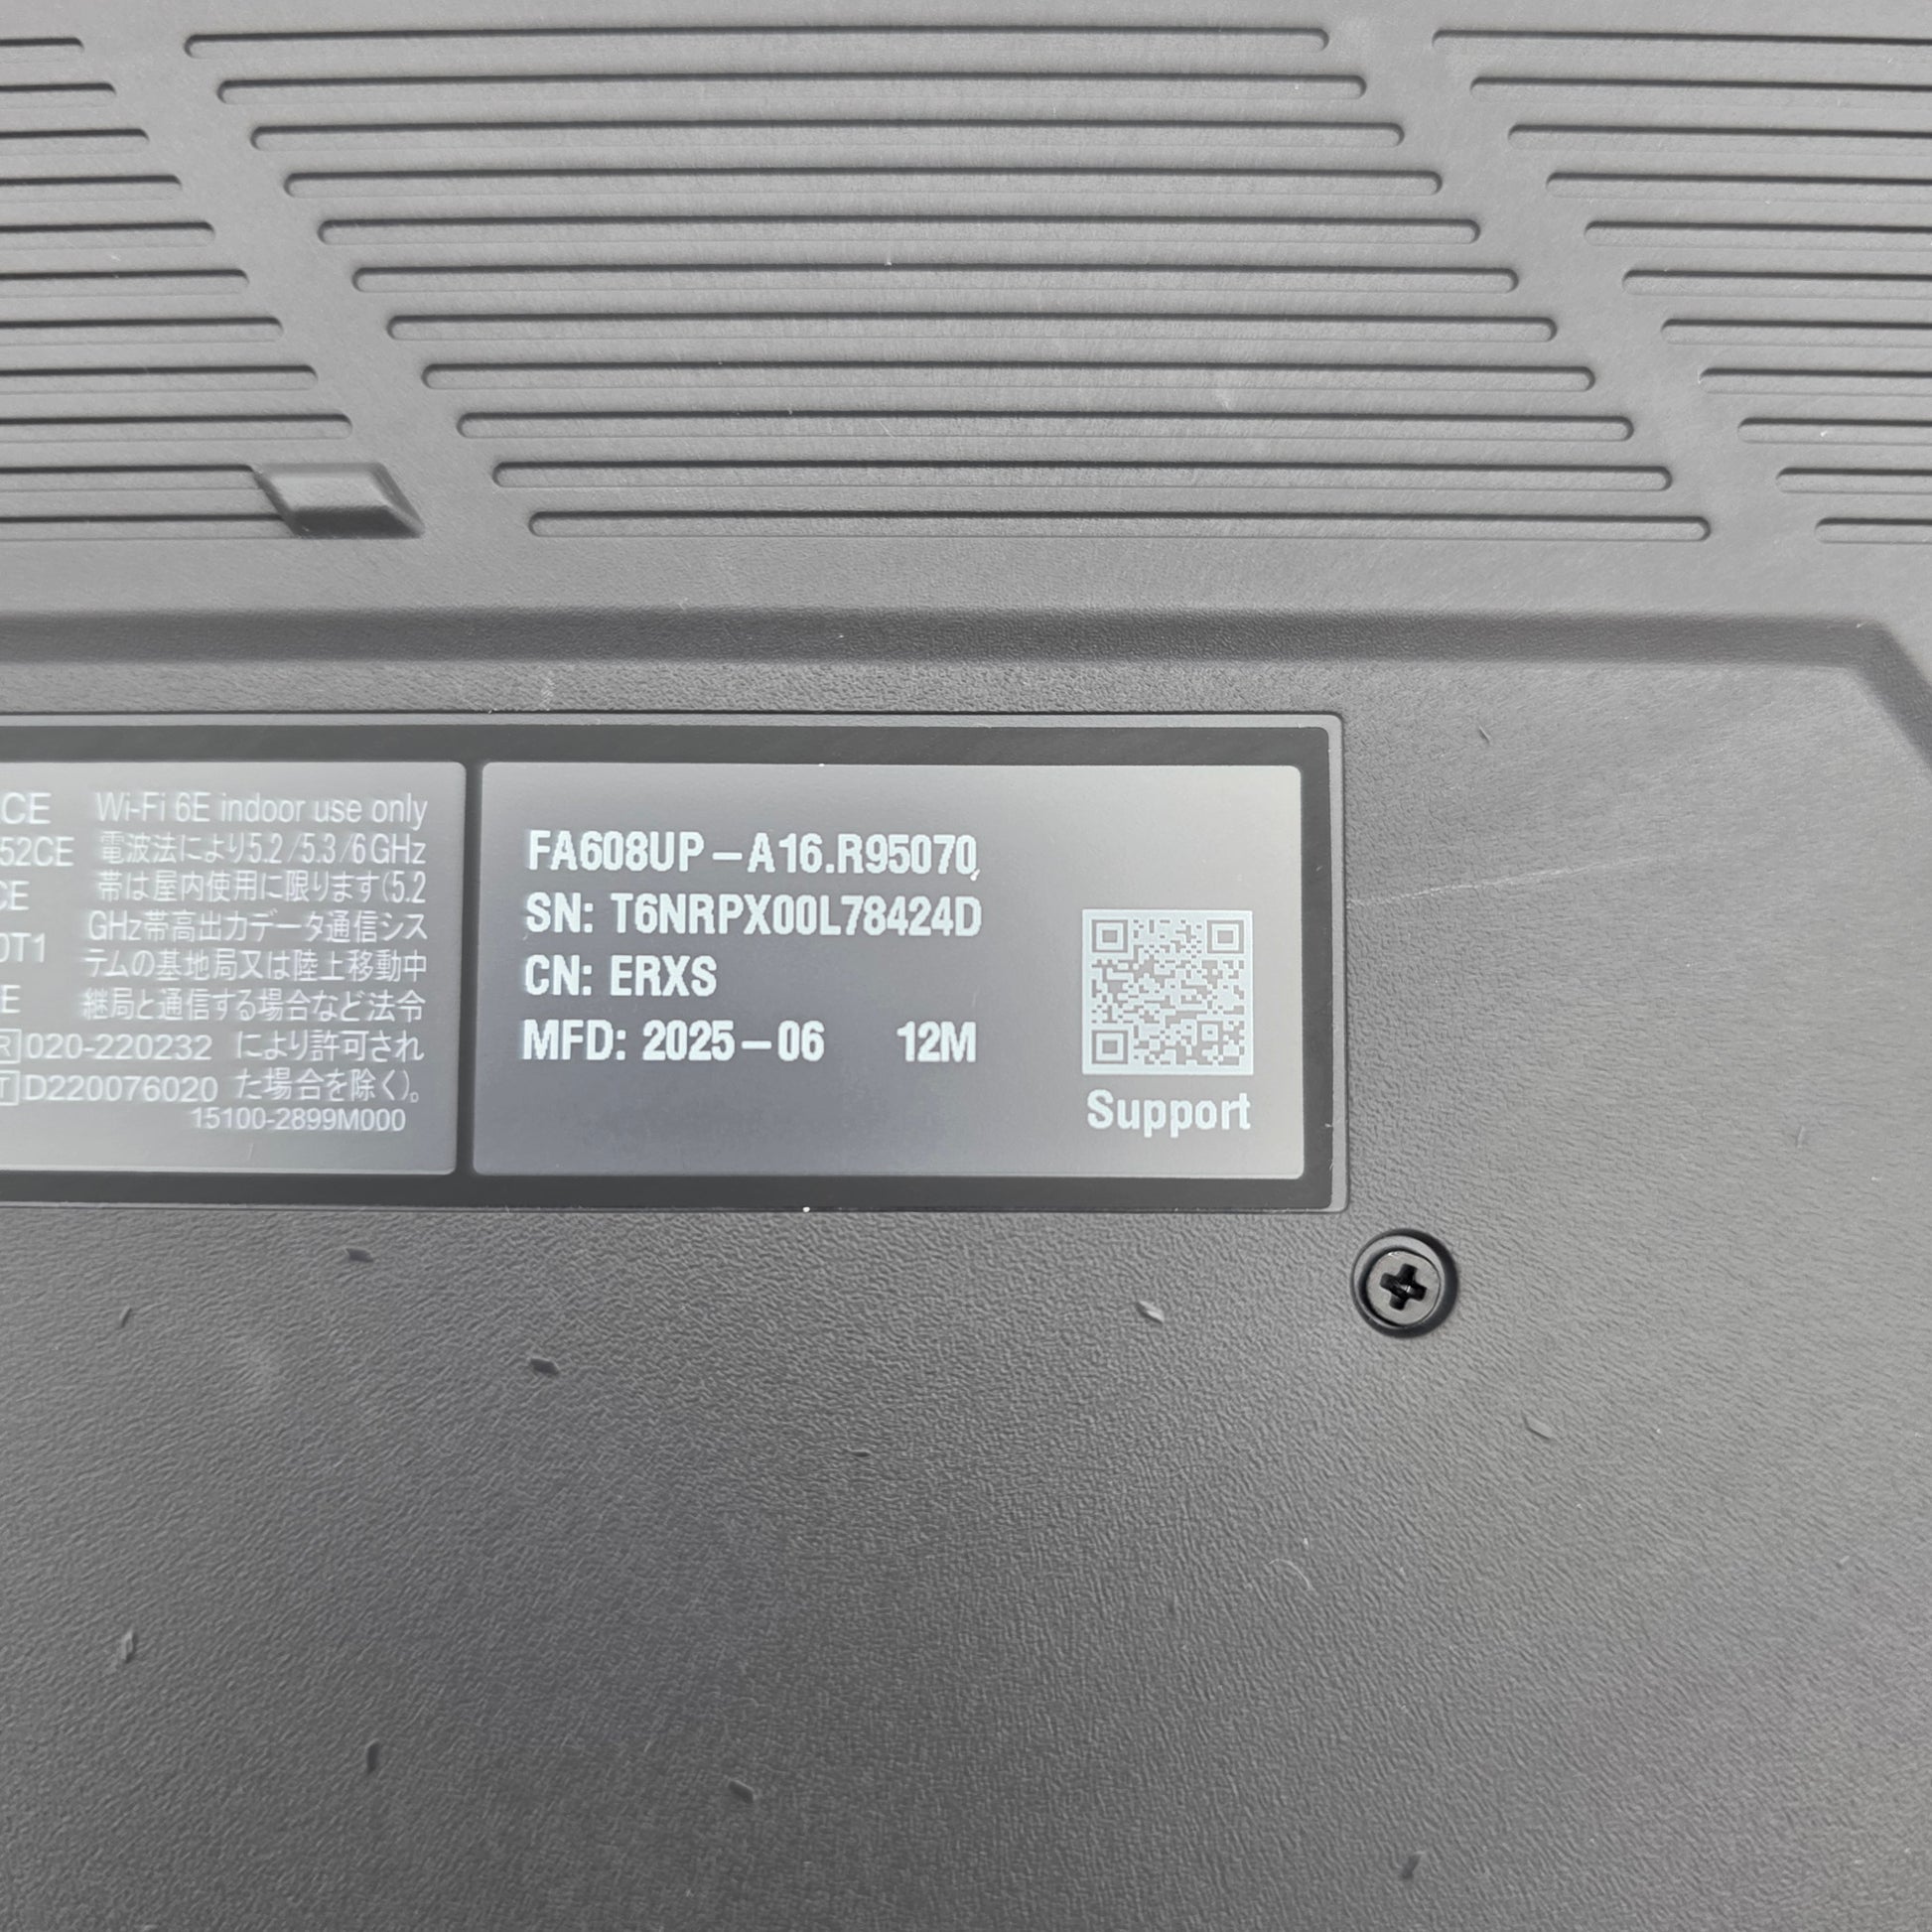 CE
52CE
CE
0T1
E
R 020-220232
T D220076020
Wi-Fi 6E indoor use only
電波法により5.2/5.3/6GHz
帯は屋内使用に限ります(5.2
GHz帯高出力データ通信シス
テムの基地局又は陸上移動中
継局と通信する場合など法令
により許可され
た場合を除く)。
15100-2899M000
FA608UP-A16.R95070
SN: T6NRPX00L78424D
CN: ERXS
MFD: 2025-06 12M
Support